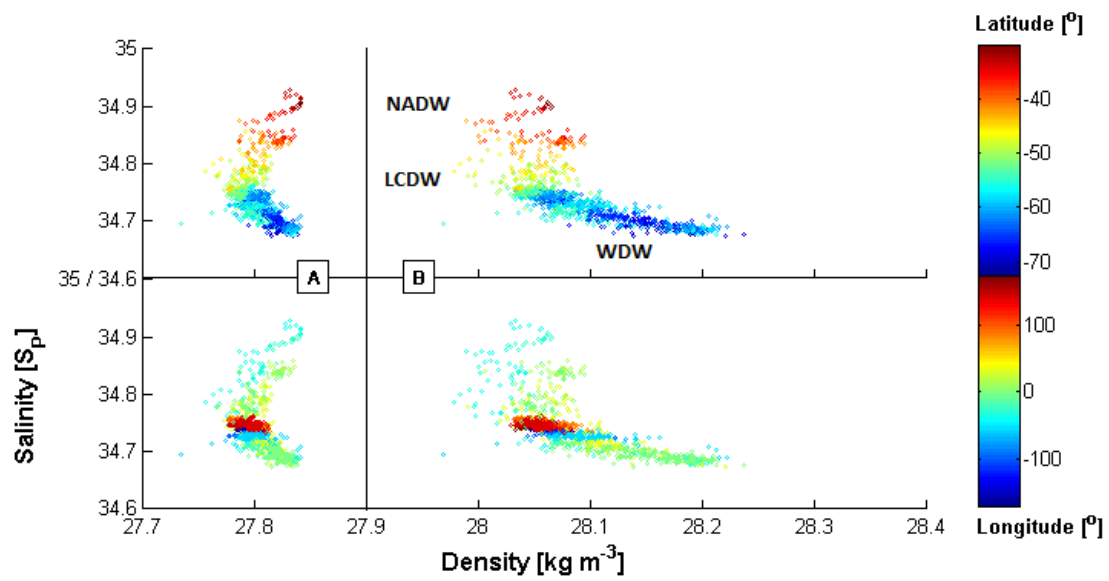 Latitude [º]
35
34.9
34.8
34.7
35 / 34.6
34.9
34.8
34.7
34.6
NADW
LCDW
WDW
A
B
-40
-50
-60
-70
100
0
-100
27.7
27.8
27.9
28
28.1
28.2
28.3
28.4
Salinity [Sₚ]
Density [kg m⁻³]
Longitude [º]